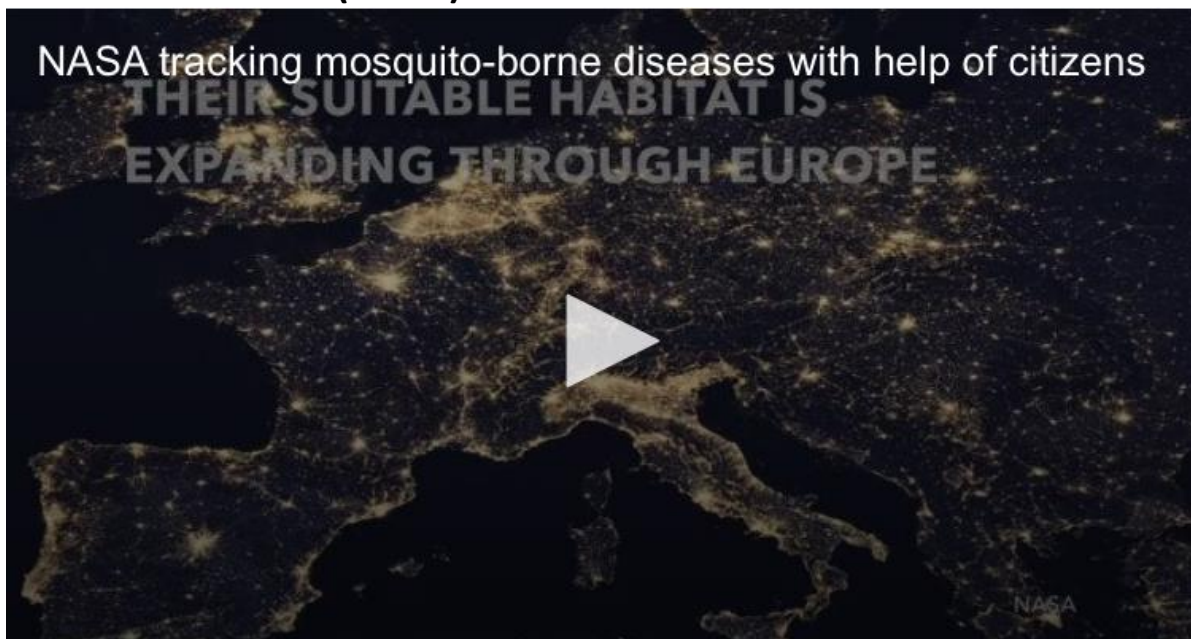 NASA tracking mosquito-borne diseases with help of citizens
THEIR SUITABLE HABITAT IS
EXPANDING THROUGH EUROPE
NASA